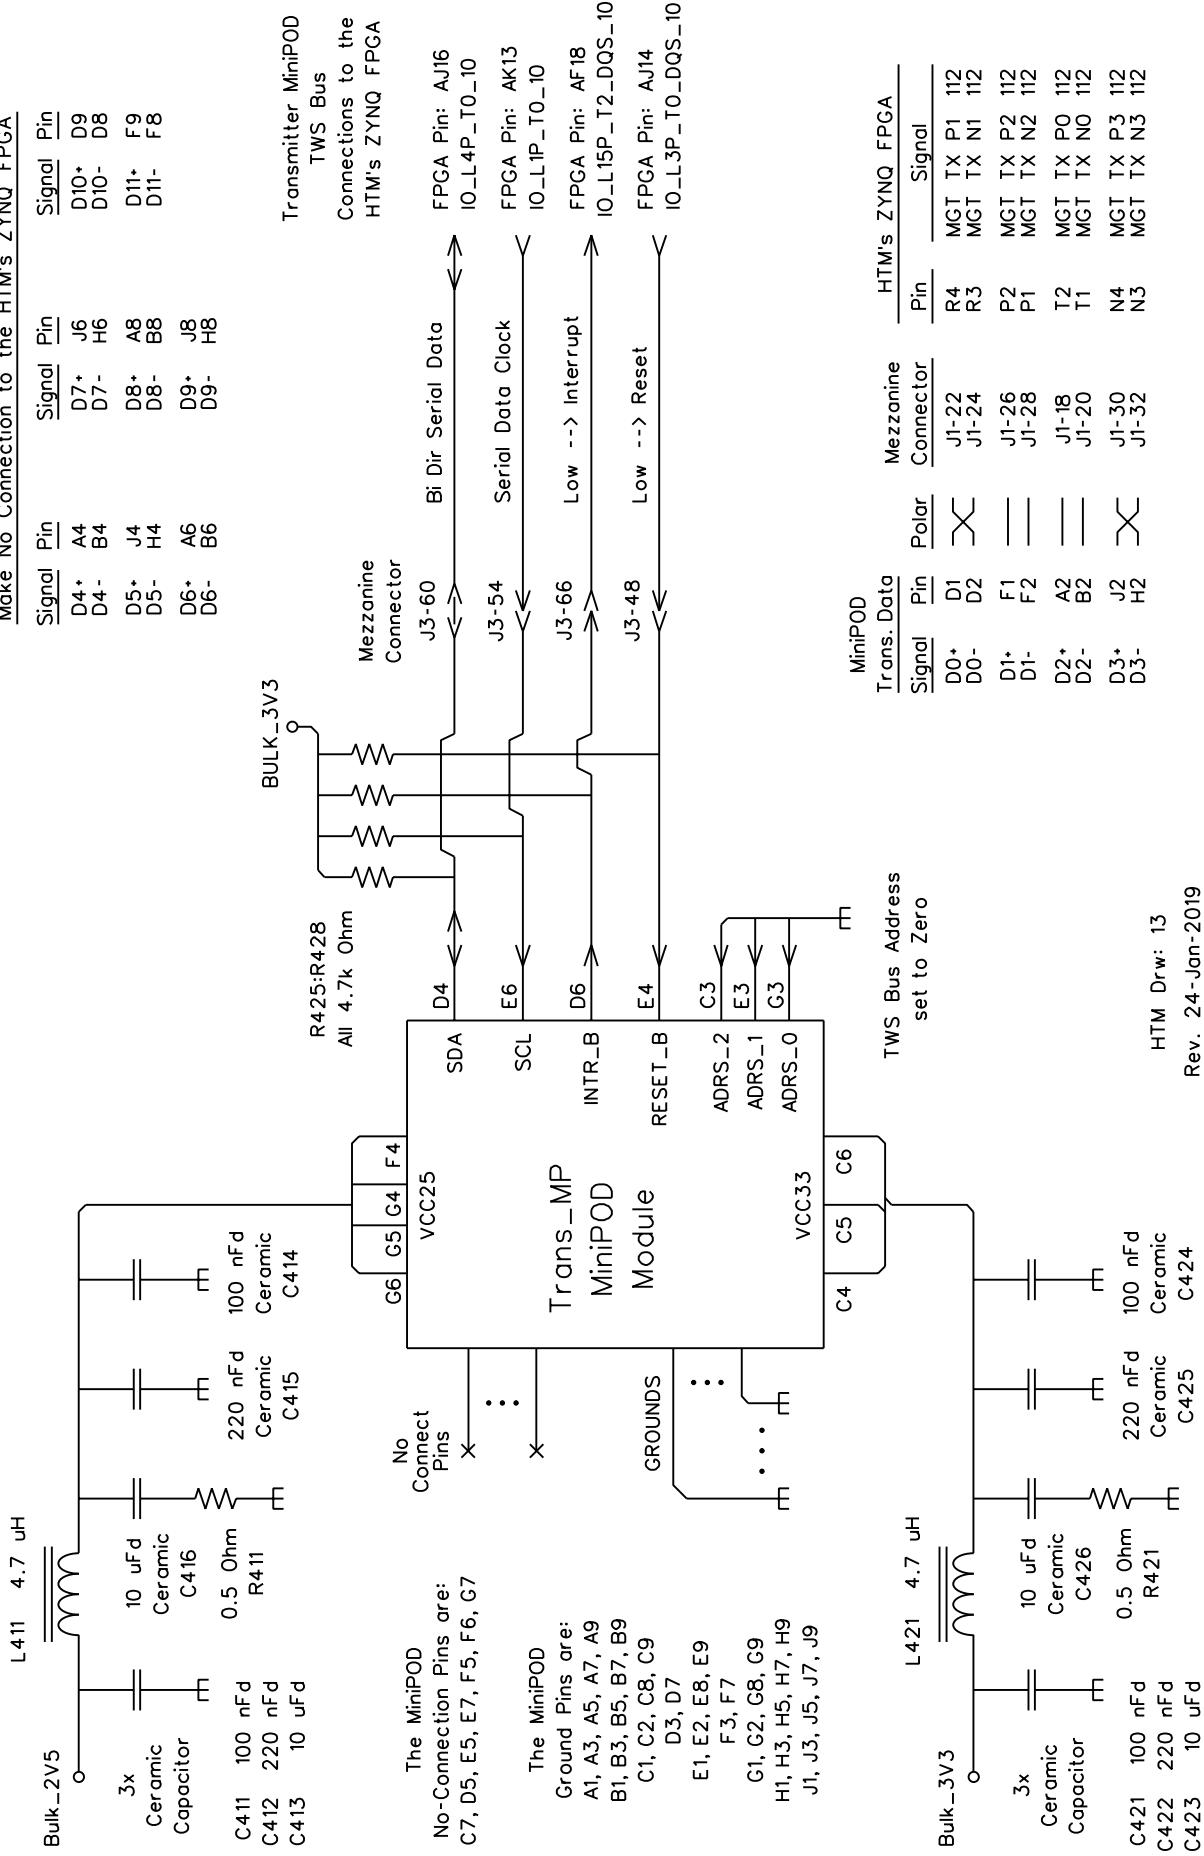 Make No Connection to the HTM's ZYNQ FPGA
Signal Pin Signal Pin Signal Pin
D4+ A4 D7+ J6 D10+ D9
D4- B4 D7- H6 D10- D8
D5+ J4 D8+ A8 D11+ F9
D5- H4 D8- B8 D11- F8
D6+ A6 D9+ J8
D6- B6 D9- H8
L411 4.7 uH
Bulk_2V5
3x
Ceramic
Capacitor
C411 100 nFd
C412 220 nFd
C413 10 uFd
10 uFd
Ceramic
C416
0.5 Ohm
R411
220 nFd
Ceramic
C415
100 nFd
Ceramic
C414
BULK_3V3
R425:R428
All 4.7k Ohm
Mezzanine
Connector
Transmitter MiniPOD
TWS Bus
Connections to the
HTM's ZYNQ FPGA
G6 G5 G4 F4
VCC25
Trans_MP
MiniPOD
Module
VCC33
C4 C5 C6
SDA D4 J3-60 Bi Dir Serial Data FPGA Pin: AJ16
IO_L4P_T0_10
SCL E6 J3-54 Serial Data Clock FPGA Pin: AK13
IO_L1P_T0_10
INTR_B D6 J3-66 Low --> Interrupt FPGA Pin: AF18
IO_L15P_T2_DQS_10
RESET_B E4 J3-48 Low --> Reset FPGA Pin: AJ14
IO_L3P_T0_DQS_10
ADRS_2 C3
ADRS_1 E3
ADRS_0 G3
TWS Bus Address
set to Zero
No
Connect
Pins
GROUNDS
The MiniPOD
No-Connection Pins are:
C7, D5, E5, E7, F5, F6, G7
The MiniPOD
Ground Pins are:
A1, A3, A5, A7, A9
B1, B3, B5, B7, B9
C1, C2, C8, C9
D3, D7
E1, E2, E8, E9
F3, F7
G1, G2, G8, G9
H1, H3, H5, H7, H9
J1, J3, J5, J7, J9
L421 4.7 uH
Bulk_3V3
3x
Ceramic
Capacitor
C421 100 nFd
C422 220 nFd
C423 10 uFd
10 uFd
Ceramic
C426
0.5 Ohm
R421
220 nFd
Ceramic
C425
100 nFd
Ceramic
C424
MiniPOD
Trans. Data Mezzanine HTM's ZYNQ FPGA
Signal Pin Polar Connector Pin Signal
D0+ D1 J1-22 R4 MGT TX P1 112
D0- D2 J1-24 R3 MGT TX N1 112
D1+ F1 J1-26 P2 MGT TX P2 112
D1- F2 J1-28 P1 MGT TX N2 112
D2+ A2 J1-18 T2 MGT TX P0 112
D2- B2 J1-20 T1 MGT TX N0 112
D3+ J2 J1-30 N4 MGT TX P3 112
D3- H2 J1-32 N3 MGT TX N3 112
HTM Drw: 13
Rev. 24-Jan-2019